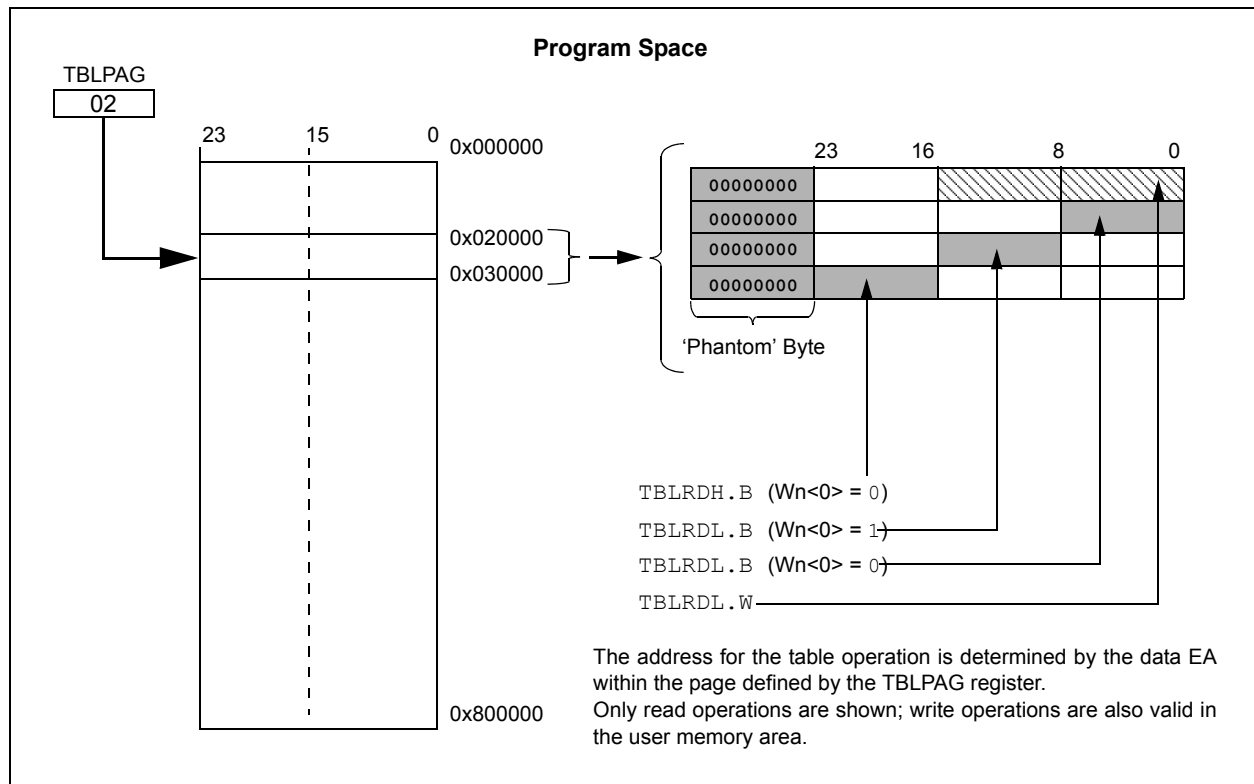 Program Space
TBLPAG
02
23 15 0
0x000000
0x020000
0x030000
0x800000
23 16 8 0
00000000
00000000
00000000
00000000
‘Phantom’ Byte
TBLRDH.B (Wn<0> = 0)
TBLRDL.B (Wn<0> = 1)
TBLRDL.B (Wn<0> = 0)
TBLRDL.W
The address for the table operation is determined by the data EA
within the page defined by the TBLPAG register.
Only read operations are shown; write operations are also valid in
the user memory area.